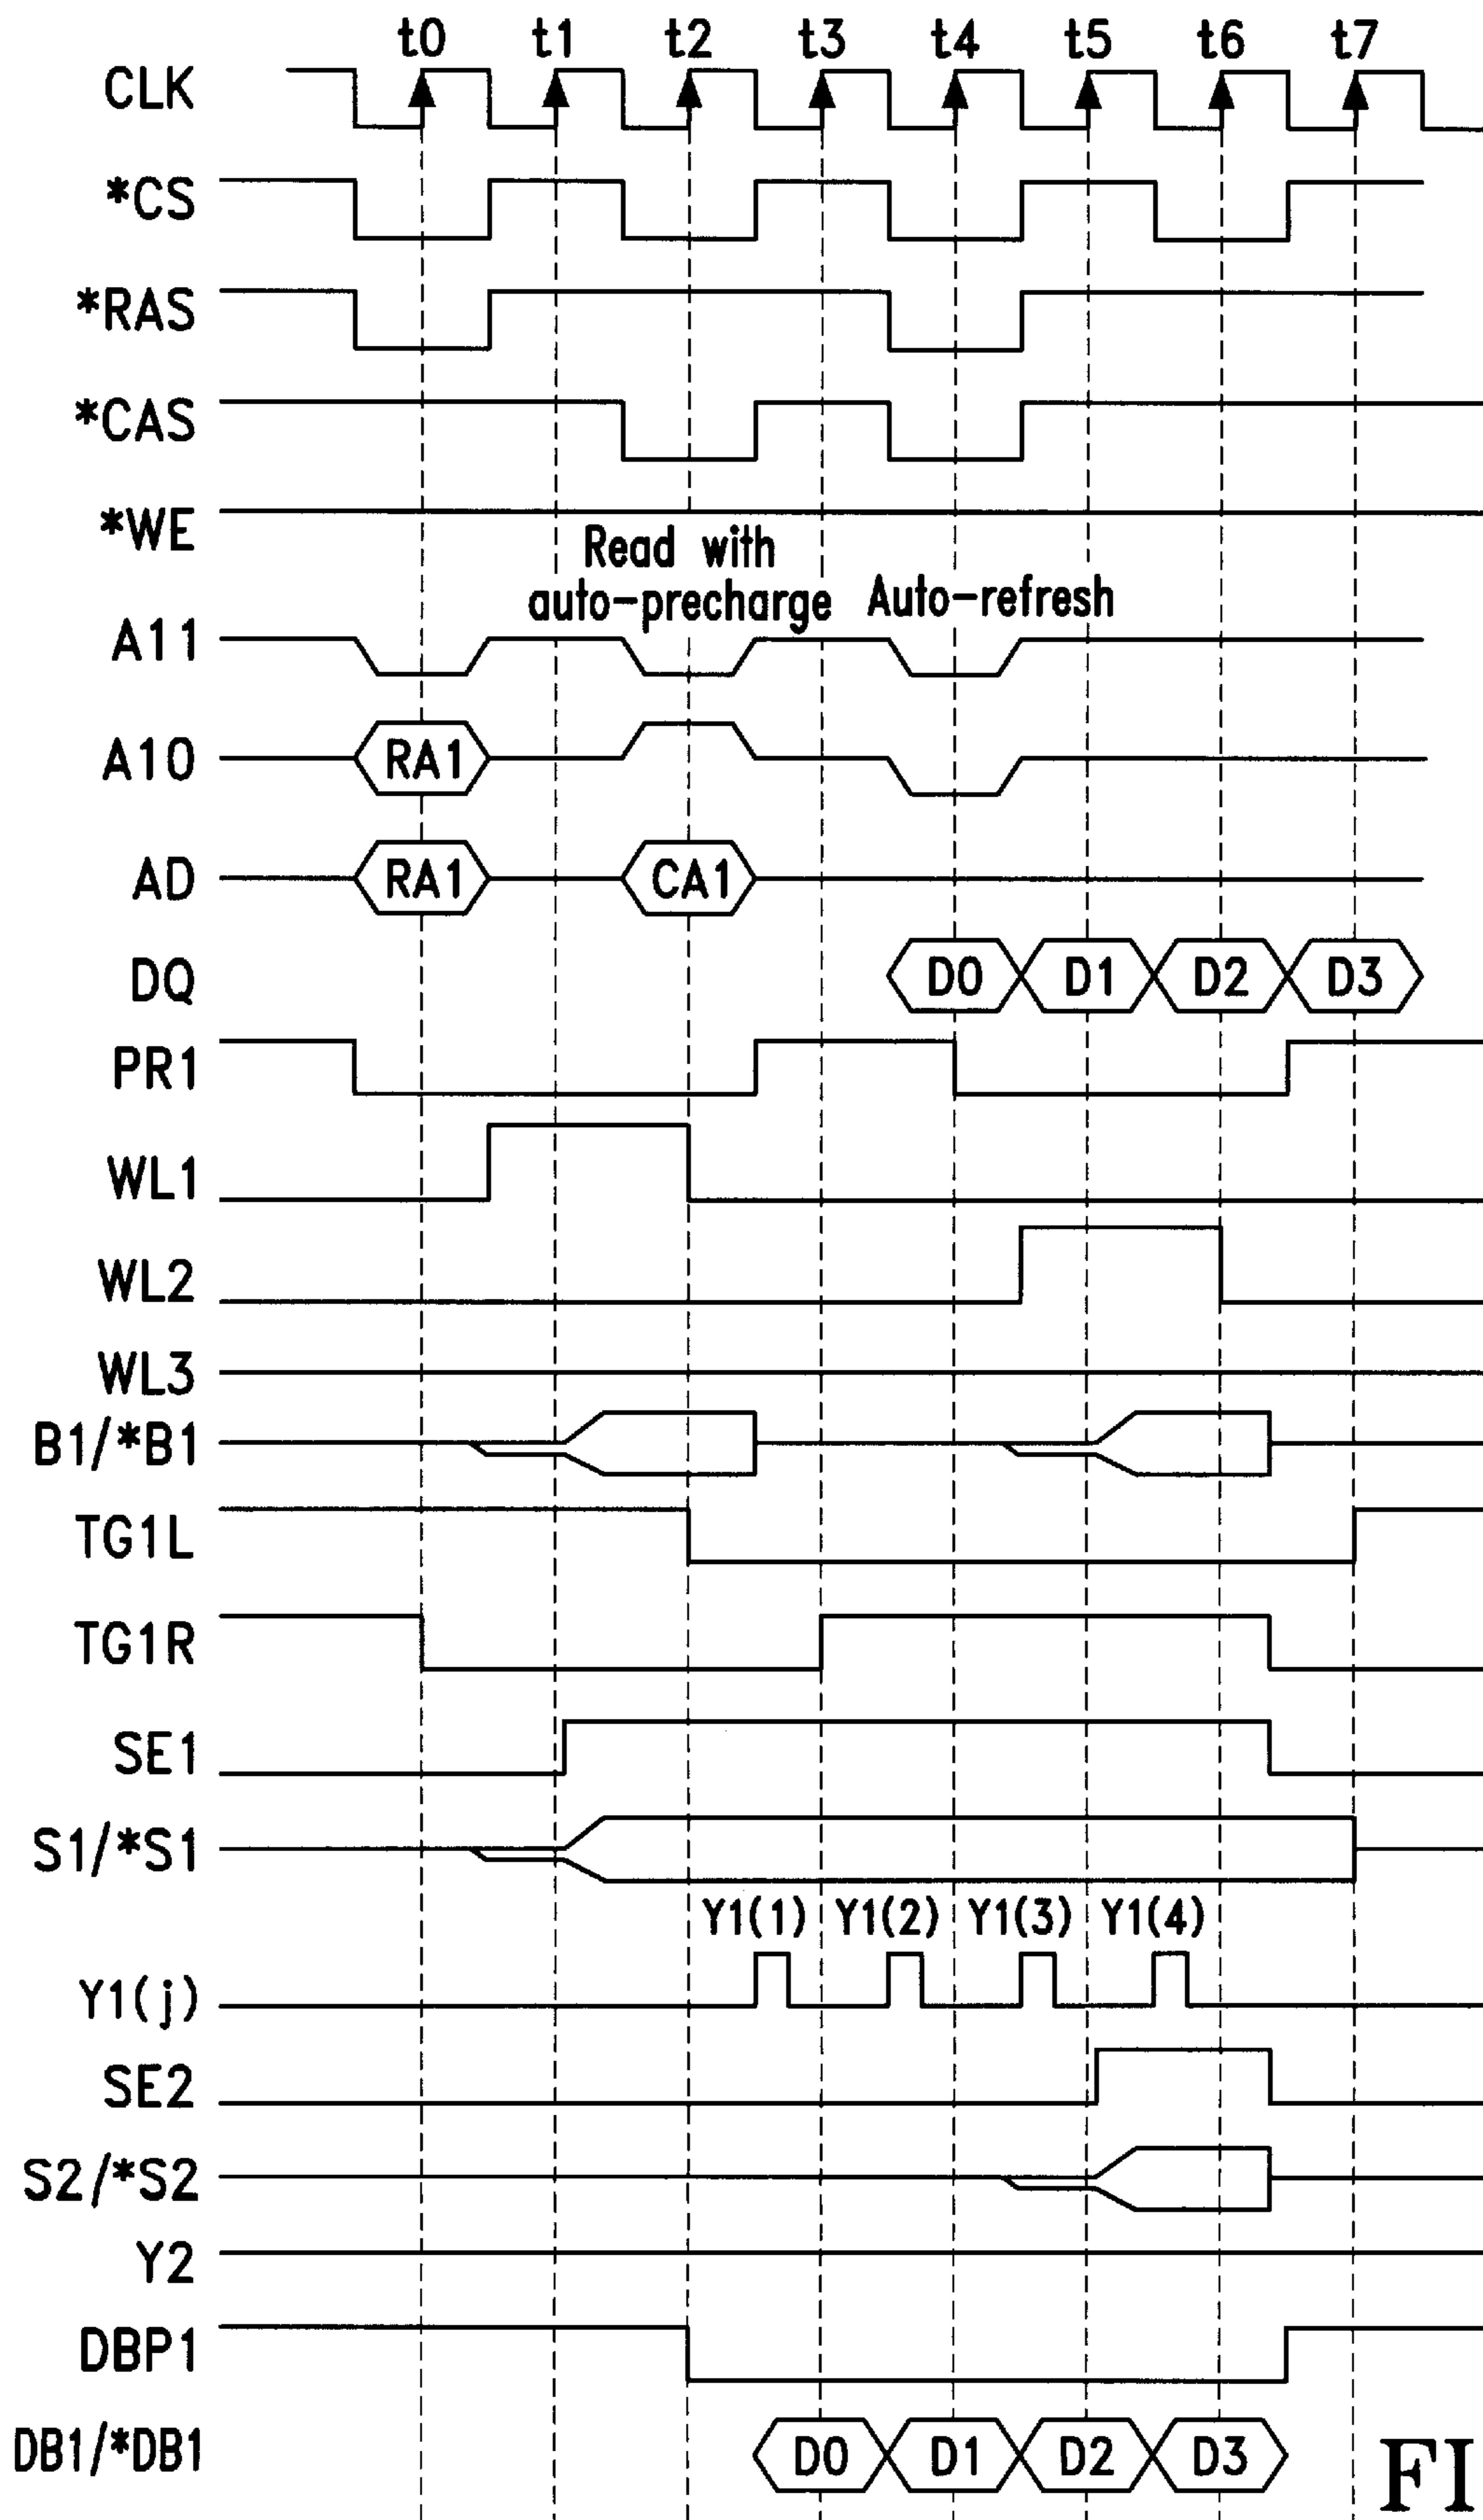 t0 t1 t2 t3 t4 t5 t6 t7
CLK
*CS
*RAS
*CAS
*WE
Read with
auto-precharge Auto-refresh
A11
A10 RA1
AD RA1 CA1
DQ D0 D1 D2 D3
PR1
WL1
WL2
WL3
B1/*B1
TG1L
TG1R
SE1
S1/*S1
Y1(1) Y1(2) Y1(3) Y1(4)
Y1(j)
SE2
S2/*S2
Y2
DBP1
DB1/*DB1 D0 D1 D2 D3
FI